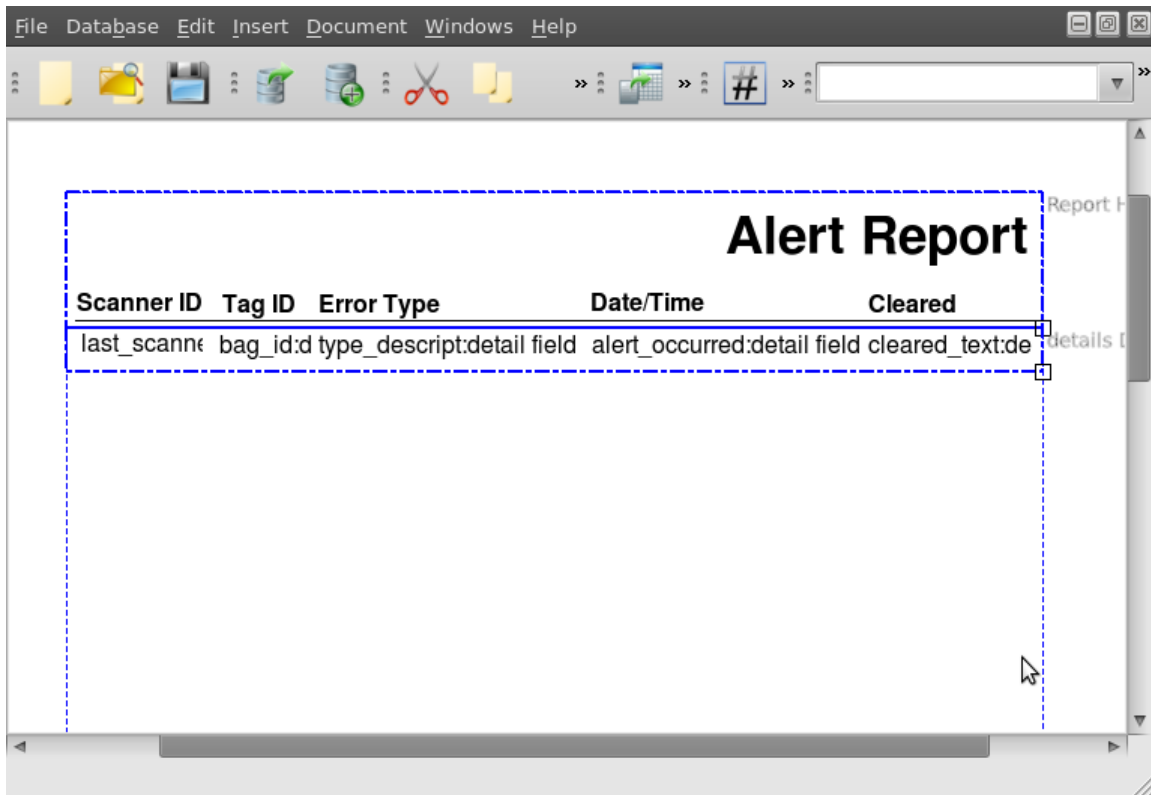 File Database Edit Insert Document Windows Help
» » # » »
Report H
Alert Report
Scanner ID Tag ID Error Type Date/Time Cleared
last_scanne bag_id:d type_descript:detail field alert_occurred:detail field cleared_text:de
details D